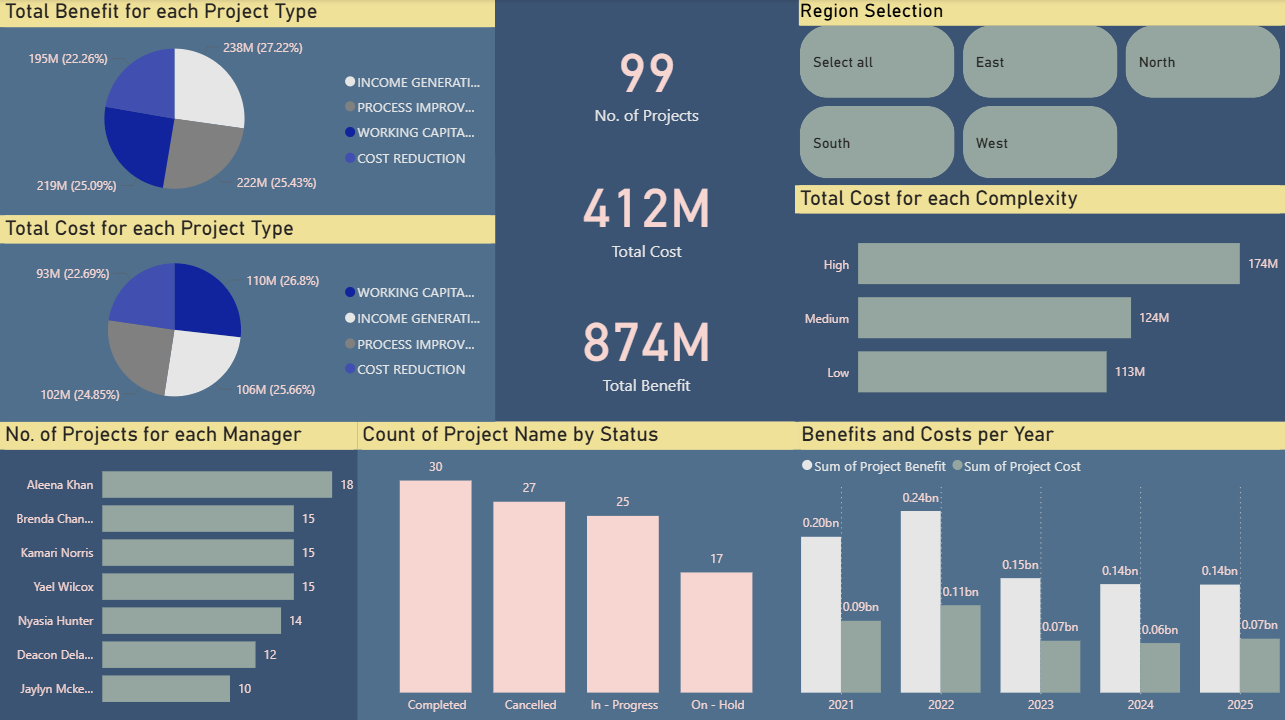 Total Benefit for each Project Type
238M (27.22%)
195M (22.26%)
219M (25.09%)
222M (25.43%)
INCOME GENERATI...
PROCESS IMPROV...
WORKING CAPITA...
COST REDUCTION
Total Cost for each Project Type
93M (22.69%)
110M (26.8%)
102M (24.85%)
106M (25.66%)
WORKING CAPITA...
INCOME GENERATI...
PROCESS IMPROV...
COST REDUCTION
99
No. of Projects
412M
Total Cost
874M
Total Benefit
Region Selection
Select all
East
North
South
West
Total Cost for each Complexity
High 174M
Medium 124M
Low 113M
No. of Projects for each Manager
Aleena Khan 18
Brenda Chan... 15
Kamari Norris 15
Yael Wilcox 15
Nyasia Hunter 14
Deacon Dela... 12
Jaylyn Mcke... 10
Count of Project Name by Status
30
27
25
17
Completed
Cancelled
In - Progress
On - Hold
Benefits and Costs per Year
Sum of Project Benefit
Sum of Project Cost
0.20bn
0.09bn
0.24bn
0.11bn
0.15bn
0.07bn
0.14bn
0.06bn
0.14bn
0.07bn
2021
2022
2023
2024
2025